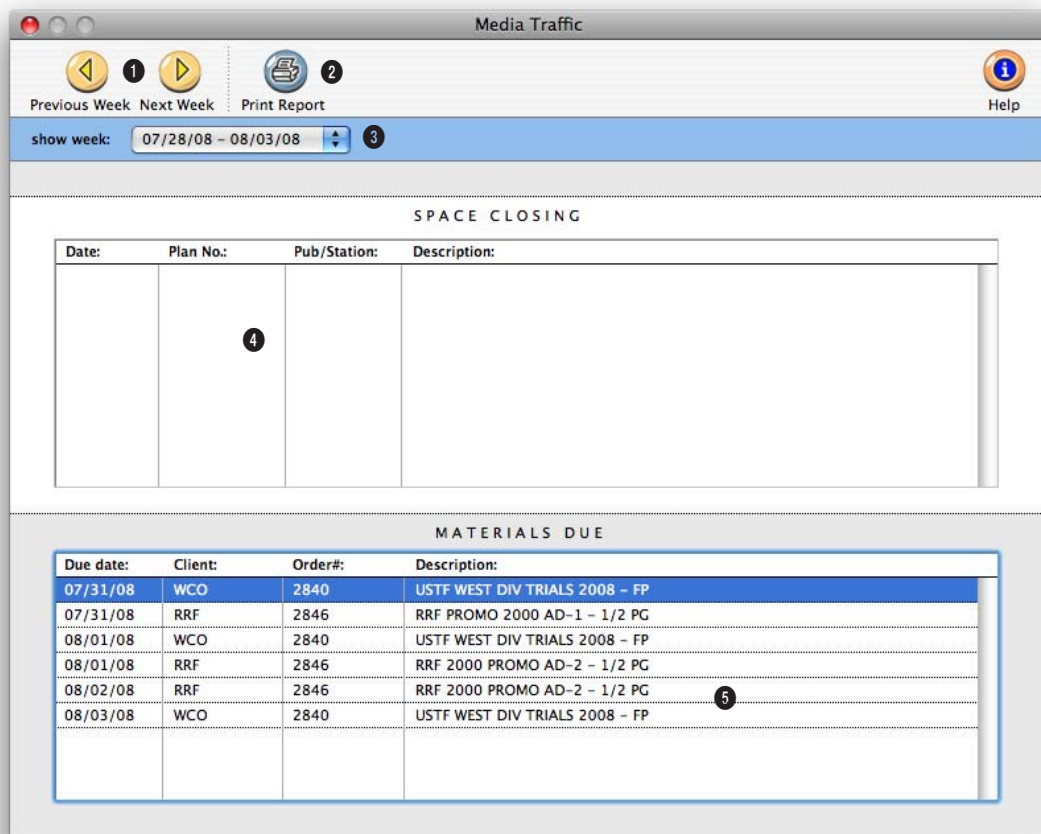 Media Traffic
1 2
Previous Week Next Week Print Report Help
show week: 07/28/08 – 08/03/08 3
SPACE CLOSING
Date: Plan No.: Pub/Station: Description:
4
MATERIALS DUE
Due date: Client: Order#: Description:
07/31/08 WCO 2840 USTF WEST DIV TRIALS 2008 – FP
07/31/08 RRF 2846 RRF PROMO 2000 AD-1 – 1/2 PG
08/01/08 WCO 2840 USTF WEST DIV TRIALS 2008 – FP
08/01/08 RRF 2846 RRF 2000 PROMO AD-2 – 1/2 PG
08/02/08 RRF 2846 RRF 2000 PROMO AD-2 – 1/2 PG
5
08/03/08 WCO 2840 USTF WEST DIV TRIALS 2008 – FP